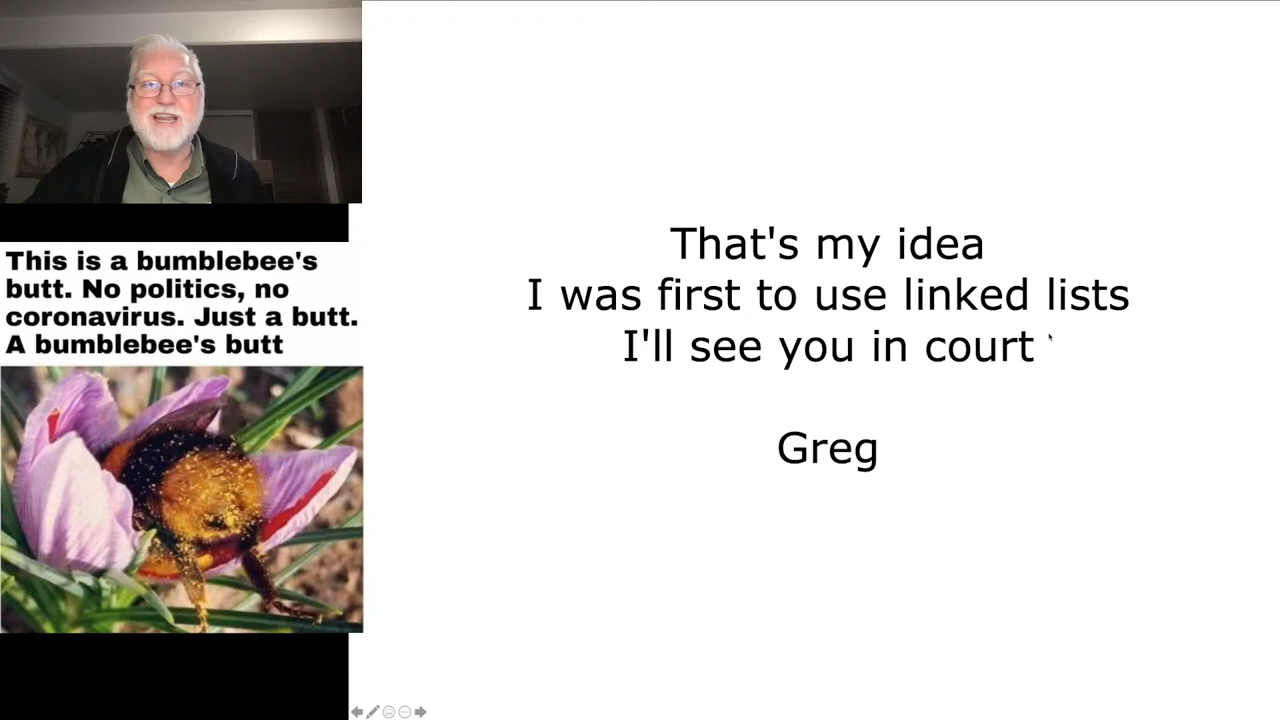 This is a bumblebee's
butt. No politics, no
coronavirus. Just a butt.
A bumblebee's butt
That's my idea
I was first to use linked lists
I'll see you in court
Greg